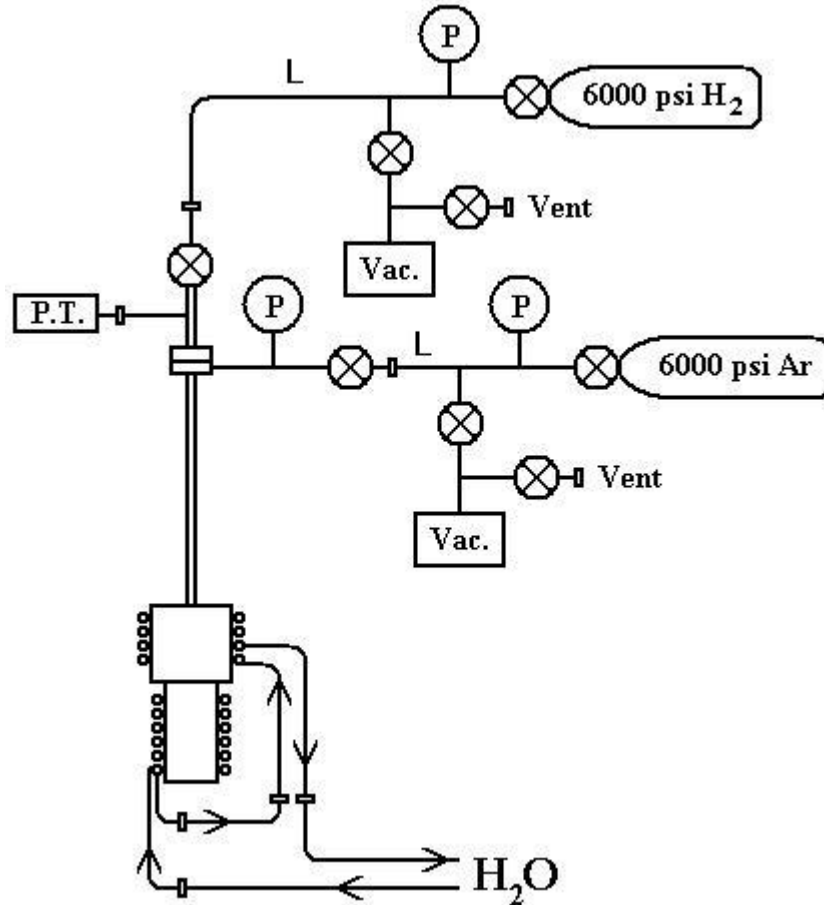 P
L
6000 psi H₂
Vent
Vac.
P.T.
P
P
L
6000 psi Ar
Vent
Vac.
H₂O